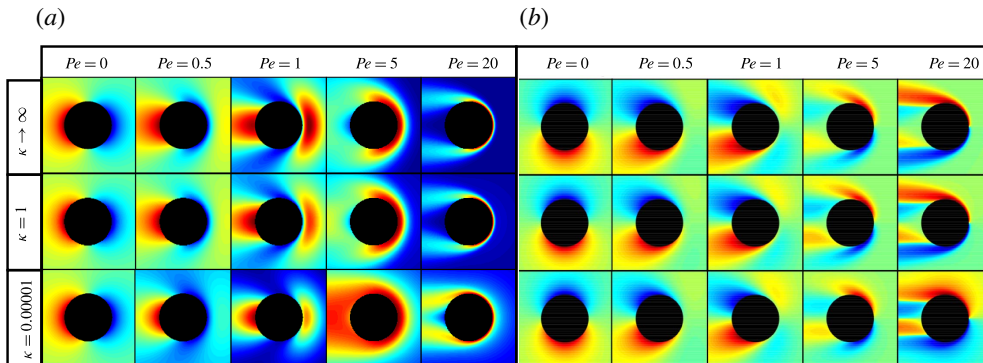 (a) (b)
Pe = 0 Pe = 0.5 Pe = 1 Pe = 5 Pe = 20 Pe = 0 Pe = 0.5 Pe = 1 Pe = 5 Pe = 20
κ → ∞
κ = 1
κ = 0.00001